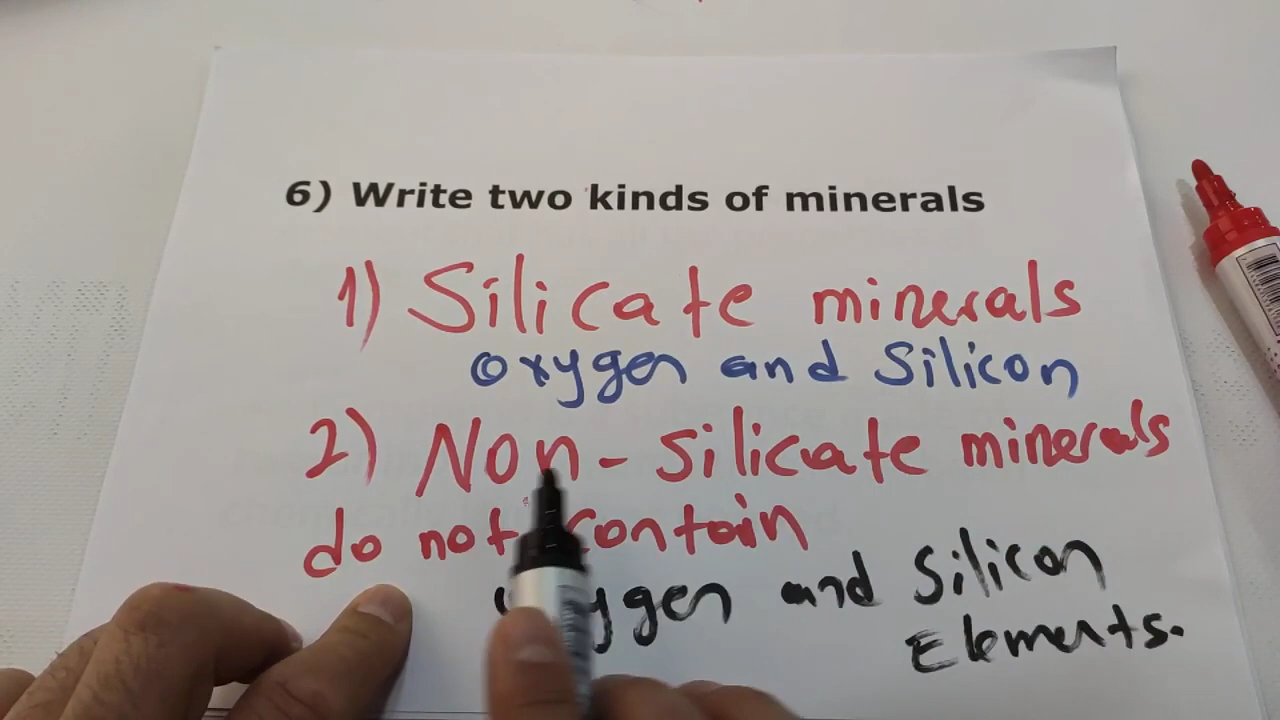 6) Write two kinds of minerals
1) Silicate minerals
oxygen and Silicon
2) Non-silicate minerals
do not contain
oxygen and Silicon
Elements.